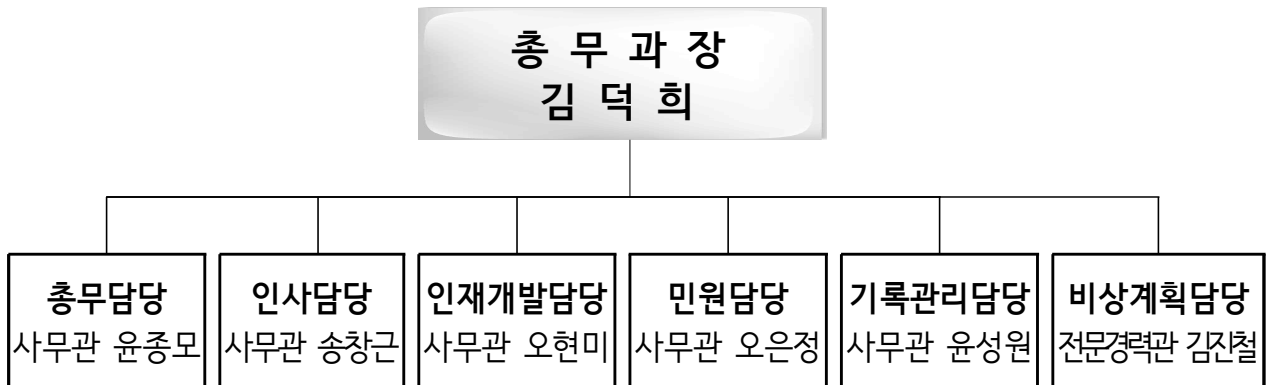 총 무 과 장
김 덕 희
총무담당
사무관 윤종모
인사담당
사무관 송창근
인재개발담당
사무관 오현미
민원담당
사무관 오은정
기록관리담당
사무관 윤성원
비상계획담당
전문경력관 김진철